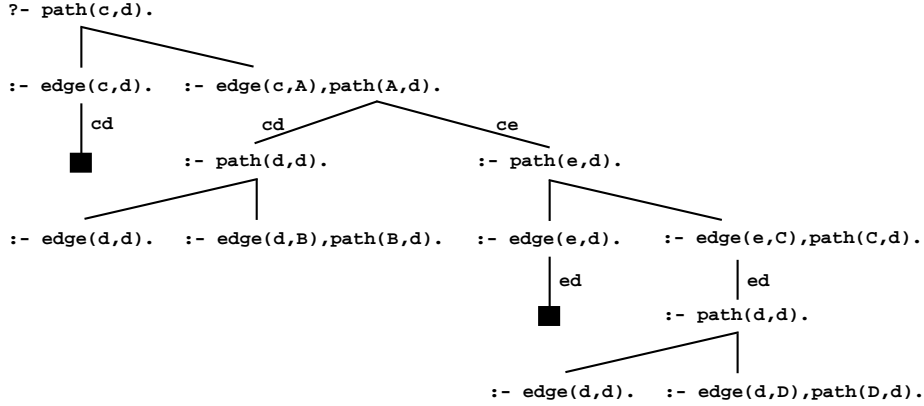 ?- path(c,d).
:- edge(c,d). :- edge(c,A),path(A,d).
cd cd ce
:- path(d,d). :- path(e,d).
:- edge(d,d). :- edge(d,B),path(B,d). :- edge(e,d). :- edge(e,C),path(C,d).
ed ed
:- path(d,d).
:- edge(d,d). :- edge(d,D),path(D,d).